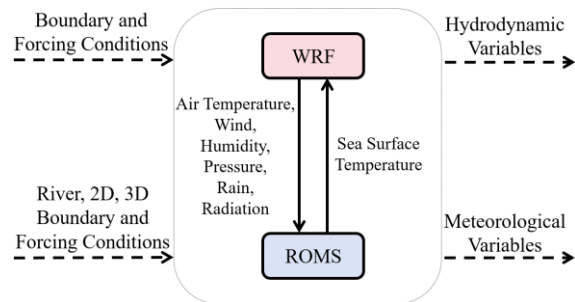 Boundary and
Forcing Conditions
WRF
Hydrodynamic
Variables
Air Temperature,
Wind,
Humidity,
Pressure,
Rain,
Radiation
Sea Surface
Temperature
River, 2D, 3D
Boundary and
Forcing Conditions
ROMS
Meteorological
Variables